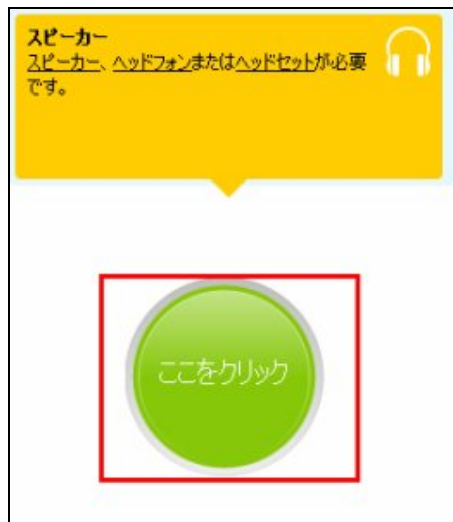 スピーカー
スピーカー、ヘッドフォンまたはヘッドセットが必要
です。
ここをクリック